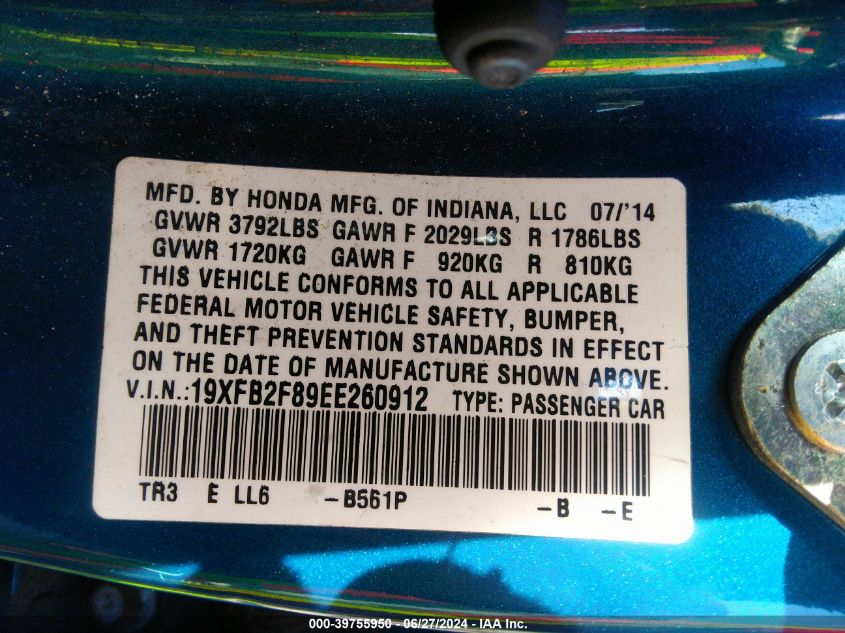 MFD. BY HONDA MFG. OF INDIANA, LLC 07/'14
GVWR 3792LBS GAWR F 2029LBS R 1786LBS
GVWR 1720KG GAWR F 920KG R 810KG
THIS VEHICLE CONFORMS TO ALL APPLICABLE
FEDERAL MOTOR VEHICLE SAFETY, BUMPER,
AND THEFT PREVENTION STANDARDS IN EFFECT
ON THE DATE OF MANUFACTURE SHOWN ABOVE.
V.I.N.:19XFB2F89EE260912 TYPE: PASSENGER CAR
TR3 E LL6 -B561P -B -E
000-39755950 - 06/27/2024 - IAA Inc.